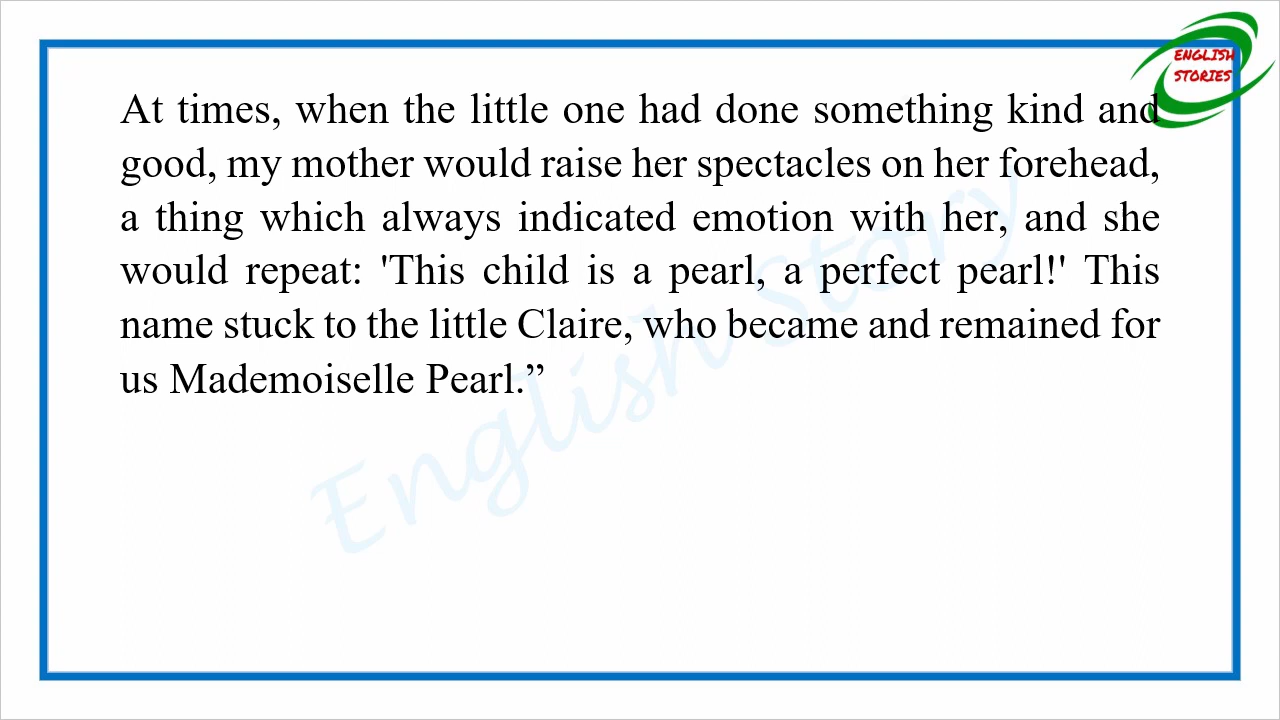 ENGLISH
STORIES
At times, when the little one had done something kind and
good, my mother would raise her spectacles on her forehead,
a thing which always indicated emotion with her, and she
would repeat: 'This child is a pearl, a perfect pearl!' This
name stuck to the little Claire, who became and remained for
us Mademoiselle Pearl.”
English Story